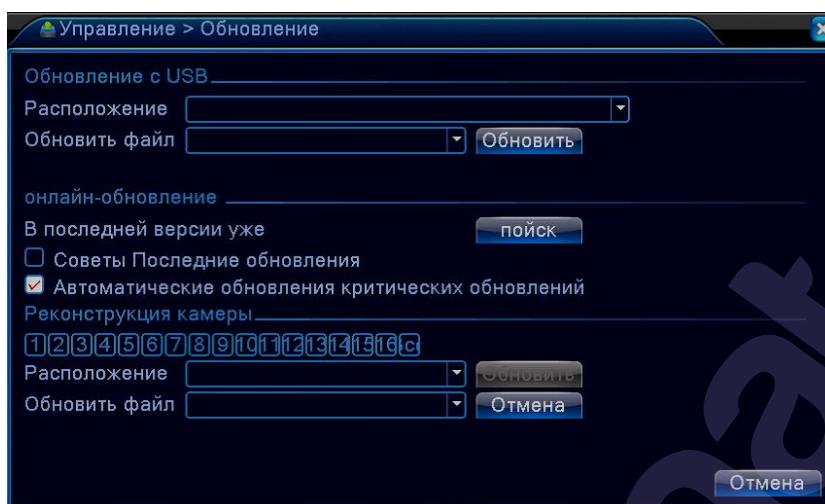 Управление > Обновление
Обновление с USB
Расположение
Обновить файл Обновить
онлайн-обновление
В последней версии уже пойск
Советы Последние обновления
Автоматические обновления критических обновлений
Реконструкция камеры
1 2 3 4 5 6 7 8 9 10 11 12 13 14 15 16
Расположение Обновить
Обновить файл Отмена
Отмена